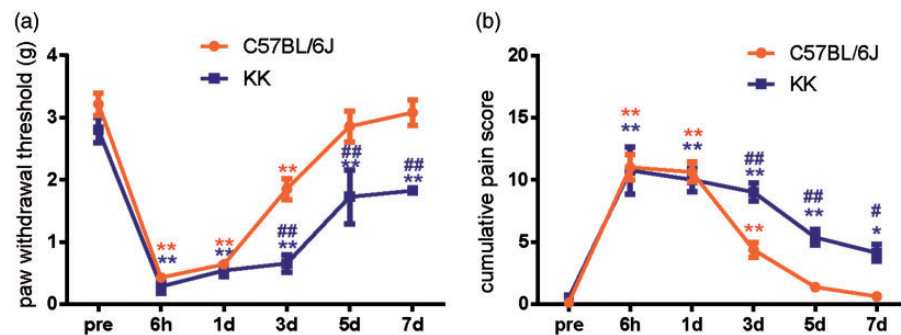 (a)
C57BL/6J
KK
paw withdrawal threshold (g)
4
3
2
1
0
** ** ** ** ** ## ** ## ** ## **
pre 6h 1d 3d 5d 7d
(b)
C57BL/6J
KK
cumulative pain score
20
15
10
5
0
** ** ** ** ## ** ** ## ** # *
pre 6h 1d 3d 5d 7d